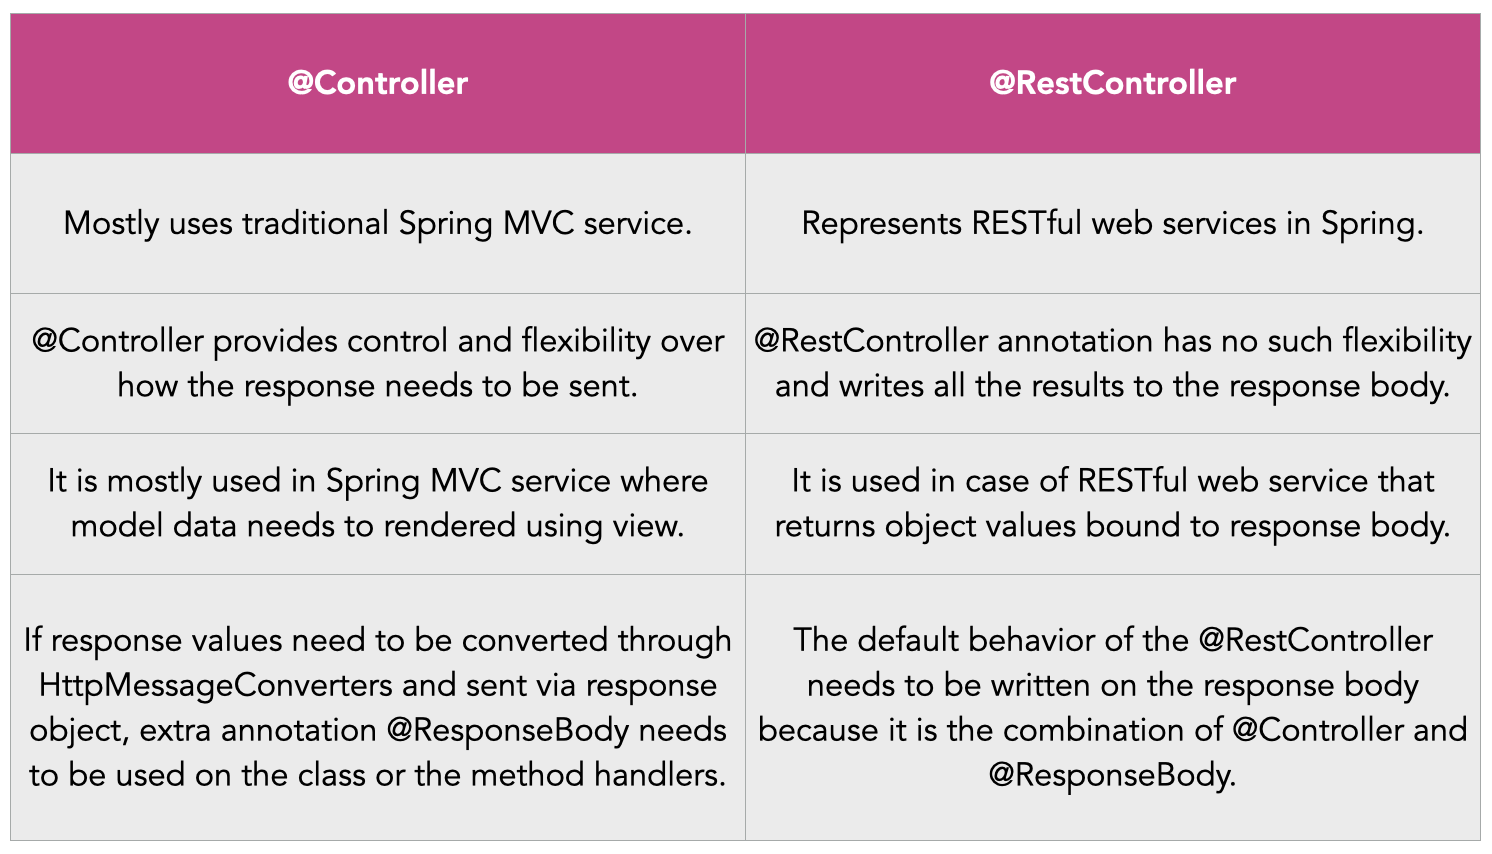 @Controller
@RestController
Mostly uses traditional Spring MVC service.
Represents RESTful web services in Spring.
@Controller provides control and flexibility over
how the response needs to be sent.
@RestController annotation has no such flexibility
and writes all the results to the response body.
It is mostly used in Spring MVC service where
model data needs to rendered using view.
It is used in case of RESTful web service that
returns object values bound to response body.
If response values need to be converted through
HttpMessageConverters and sent via response
object, extra annotation @ResponseBody needs
to be used on the class or the method handlers.
The default behavior of the @RestController
needs to be written on the response body
because it is the combination of @Controller and
@ResponseBody.